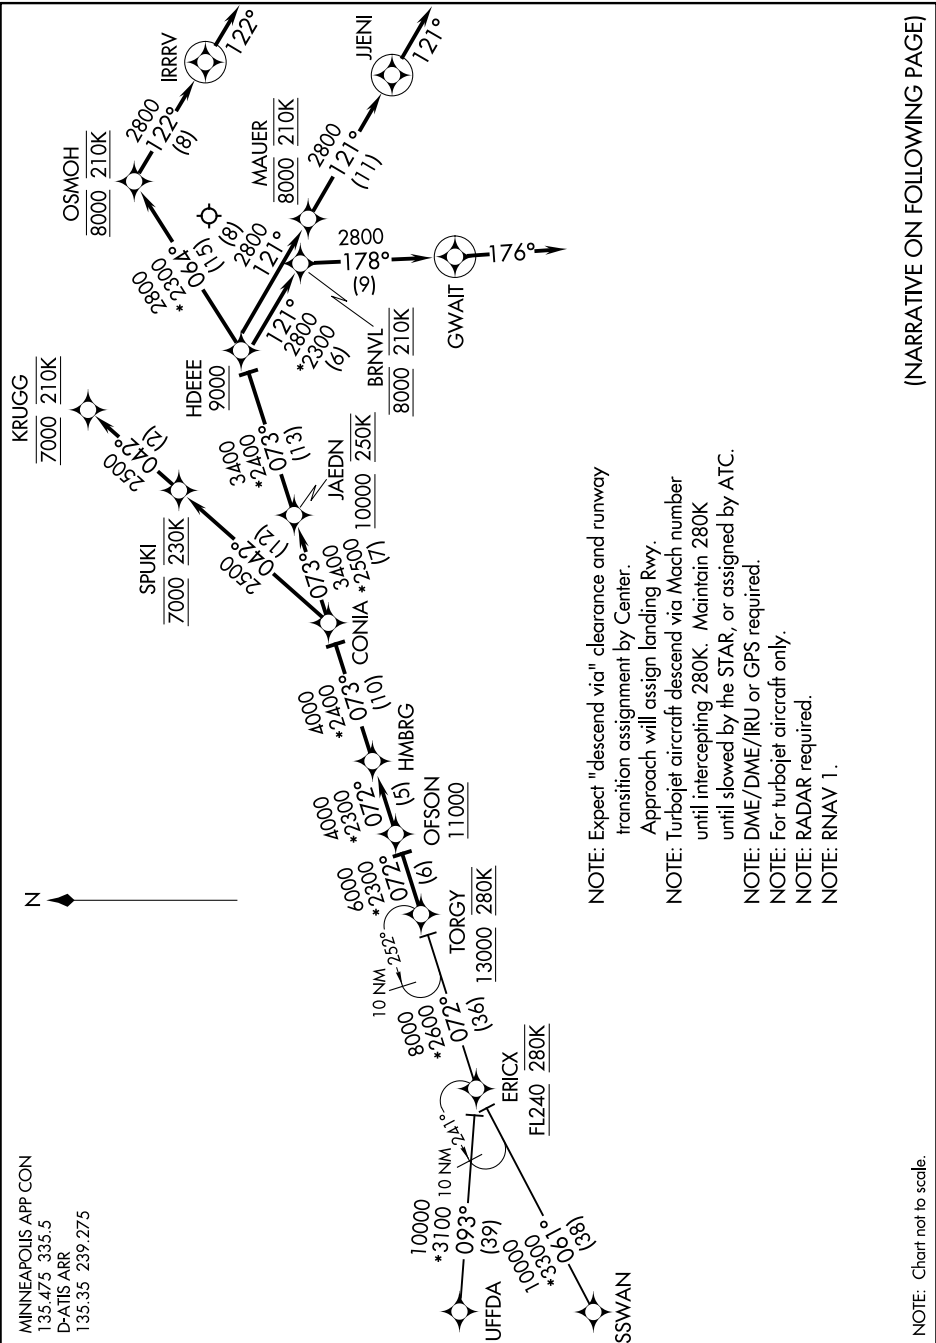 MINNEAPOLIS APP CON
135.475 335.5
D-ATIS ARR
135.35 239.275
N
UFFDA
10000
*3100
093°
(39)
SSWAN
10000
*3300
061°
(38)
10 NM
241°
ERICX
FL240 280K
8000
*2600
072°
(36)
10 NM
252°
TORGY
13000 280K
6000
*2300
072°
(6)
OFSON
11000
4000
*2300
072°
(5)
HMBRG
4000
*2400
073°
(10)
CONIA
2500
042°
(12)
SPUKI
7000 230K
2500
042°
(2)
KRUGG
7000 210K
073°
3400
*2500
(7)
JAEDN
10000 250K
3400
*2400
073°
(13)
HDEEE
9000
2800
*2300
064°
(15)
OSMOH
8000 210K
2800
122°
(8)
IRRRV
122°
(8)
2800
121°
MAUER
8000 210K
2800
121°
(11)
JJENI
121°
121°
2800
*2300
(6)
BRNVL
8000 210K
2800
178°
(9)
GWAIT
176°
NOTE: Expect "descend via" clearance and runway
transition assignment by Center.
Approach will assign landing Rwy.
NOTE: Turbojet aircraft descend via Mach number
until intercepting 280K. Maintain 280K
until slowed by the STAR, or assigned by ATC.
NOTE: DME/DME/IRU or GPS required.
NOTE: For turbojet aircraft only.
NOTE: RADAR required.
NOTE: RNAV 1.
(NARRATIVE ON FOLLOWING PAGE)
NOTE: Chart not to scale.